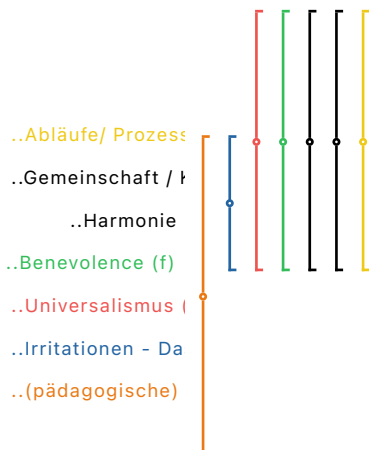 ..Abläufe/ Prozess
..Gemeinschaft /
..Harmonie
..Benevolence (f)
..Universalismus (
..Irritationen - Da
..(pädagogische)